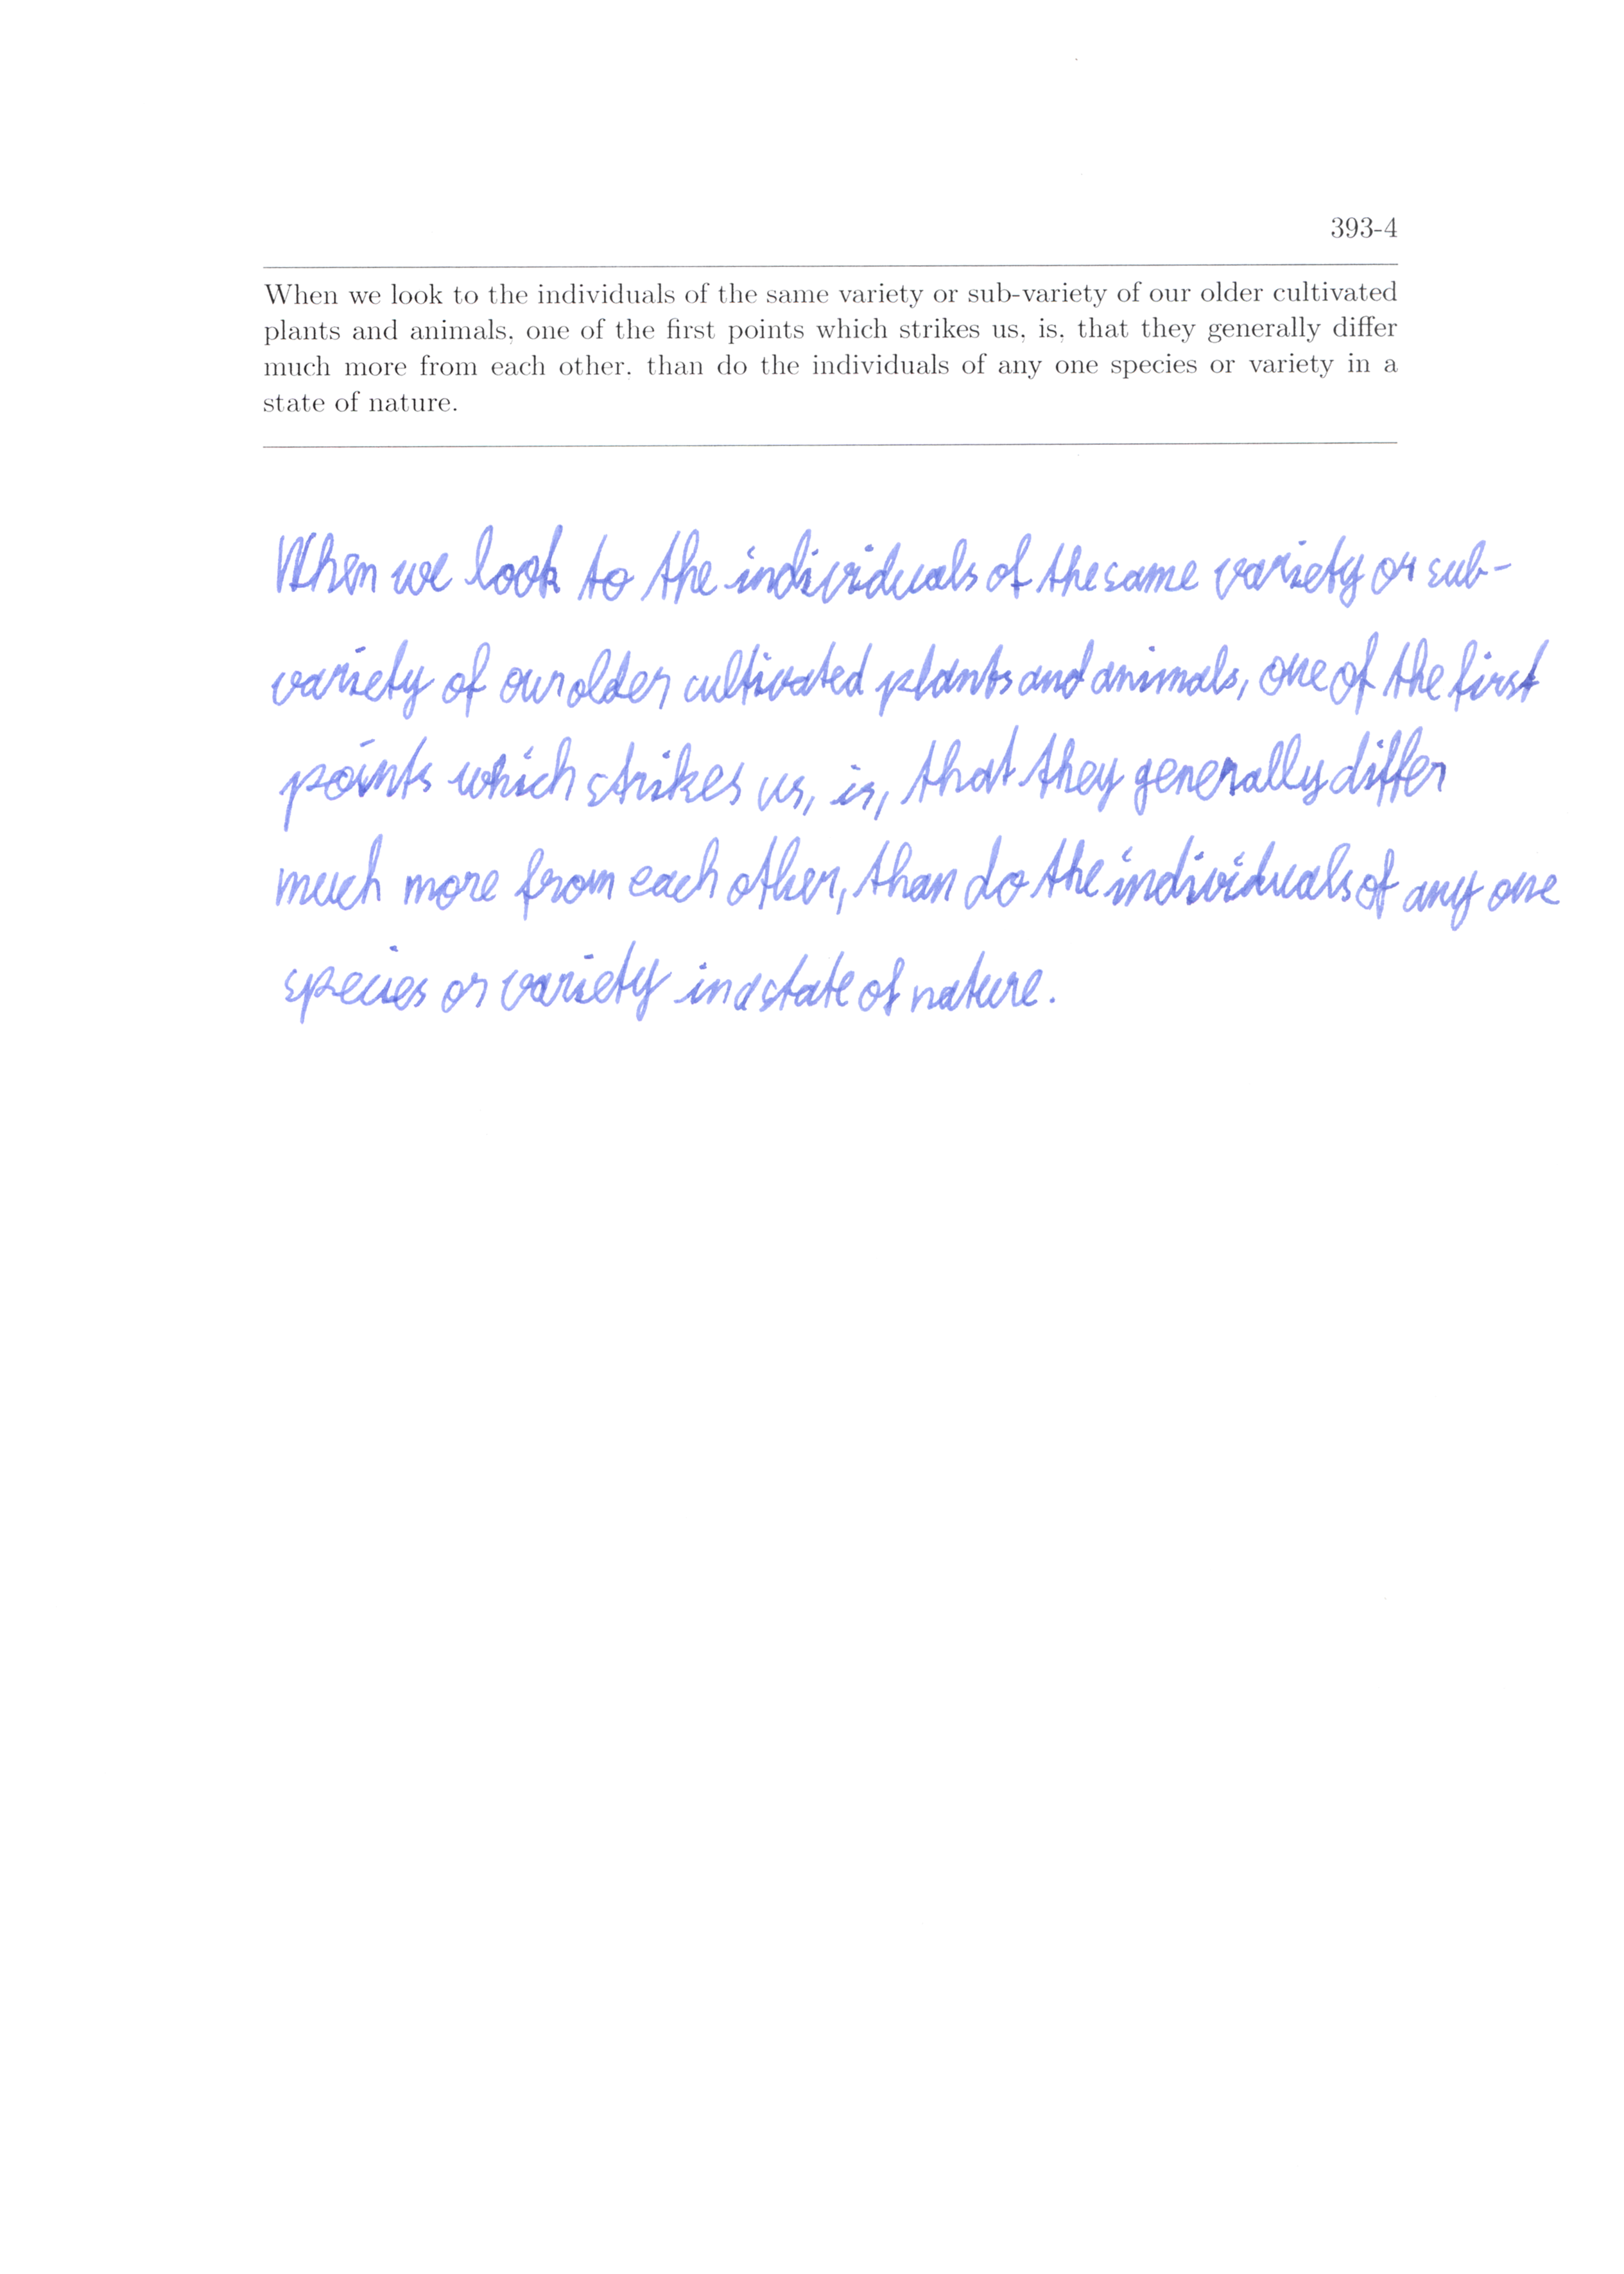 393-4
When we look to the individuals of the same variety or sub-variety of our older cultivated
plants and animals, one of the first points which strikes us, is, that they generally differ
much more from each other, than do the individuals of any one species or variety in a
state of nature.
When we look to the individuals of the same variety or sub-
variety of our older cultivated plants and animals, one of the first
points which strikes us, is, that they generally differ
much more from each other, than do the individuals of any one
species or variety in a state of nature.